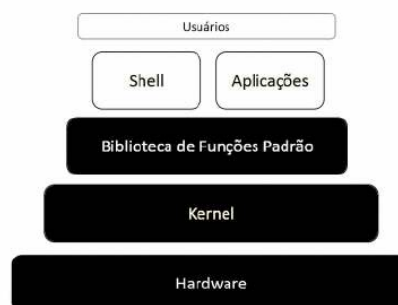 Usuários
Shell
Aplicações
Biblioteca de Funções Padrão
Kernel
Hardware